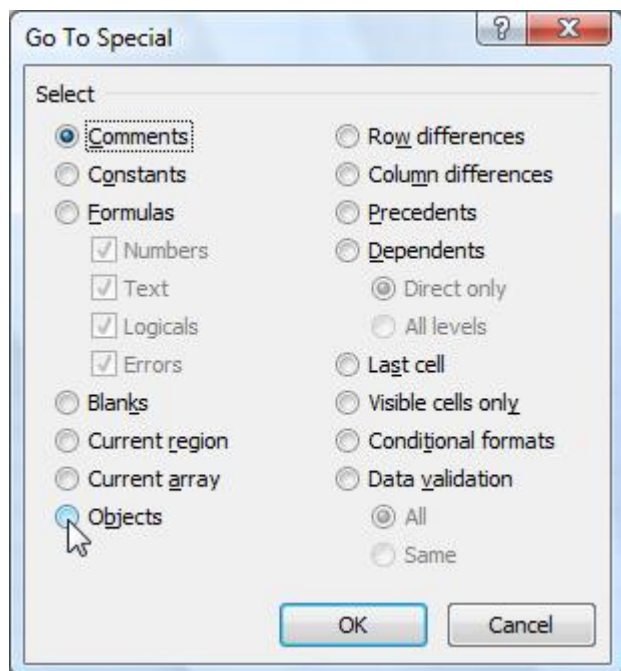 Go To Special
Select
Comments
Constants
Formulas
Numbers
Text
Logicals
Errors
Blanks
Current region
Current array
Objects
Row differences
Column differences
Precedents
Dependents
Direct only
All levels
Last cell
Visible cells only
Conditional formats
Data validation
All
Same
OK
Cancel